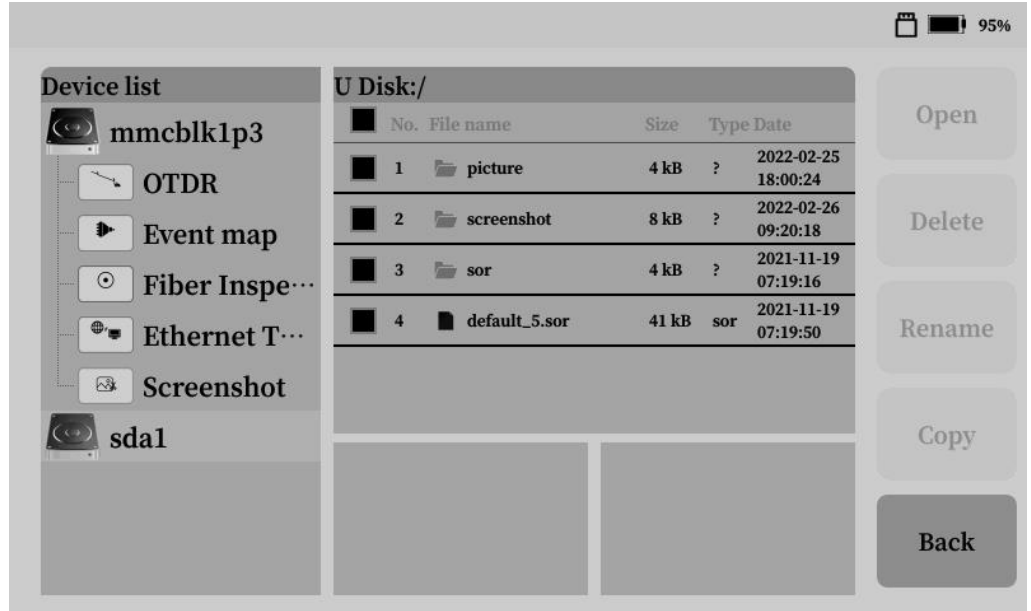 95%
Device list
mmcblk1p3
OTDR
Event map
Fiber Inspe···
Ethernet T···
Screenshot
sda1
U Disk:/
No. File name Size Type Date
1 picture 4 kB ? 2022-02-25 18:00:24
2 screenshot 8 kB ? 2022-02-26 09:20:18
3 sor 4 kB ? 2021-11-19 07:19:16
4 default_5.sor 41 kB sor 2021-11-19 07:19:50
Open
Delete
Rename
Copy
Back